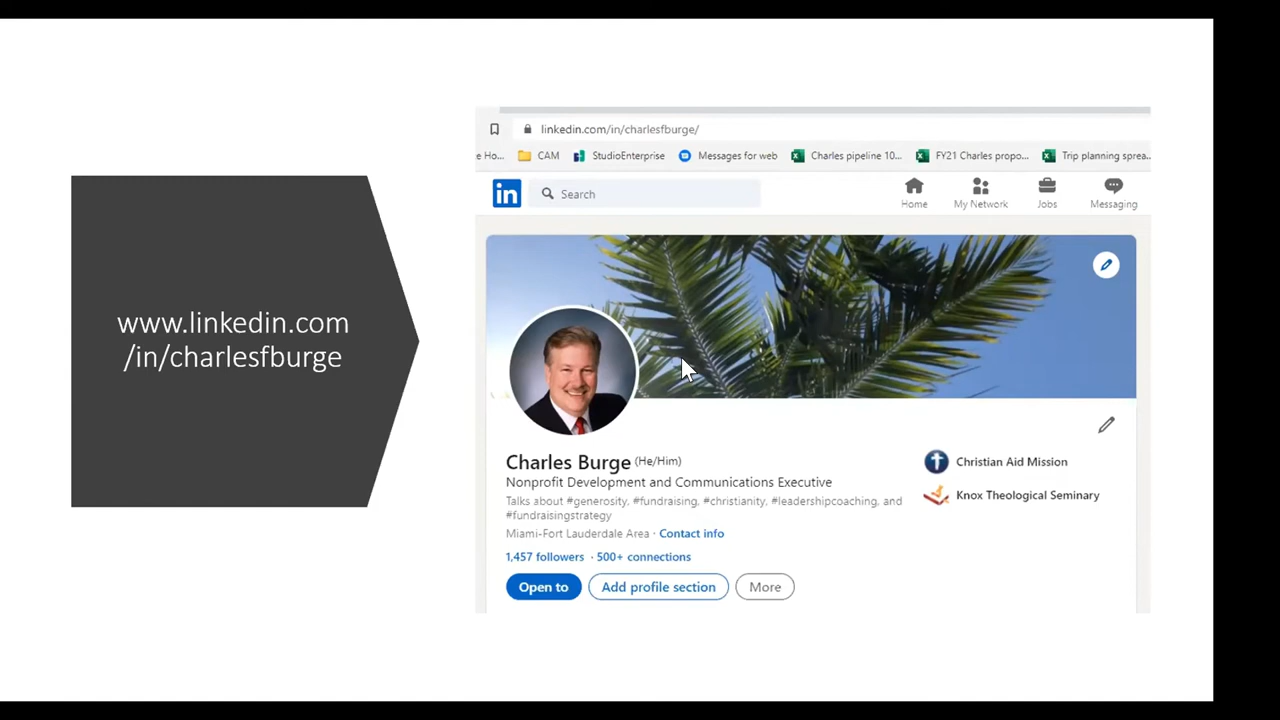 www.linkedin.com
/in/charlesfburge
linkedin.com/in/charlesfburge/
e Ho... CAM StudioEnterprise Messages for web Charles pipeline 10... FY21 Charles propo... Trip planning sprea...
in Search Home My Network Jobs Messaging
Charles Burge (He/Him)
Nonprofit Development and Communications Executive
Talks about #generosity, #fundraising, #christianity, #leadershipcoaching, and
#fundraisingstrategy
Miami-Fort Lauderdale Area · Contact info
1,457 followers · 500+ connections
Open to Add profile section More
Christian Aid Mission
Knox Theological Seminary